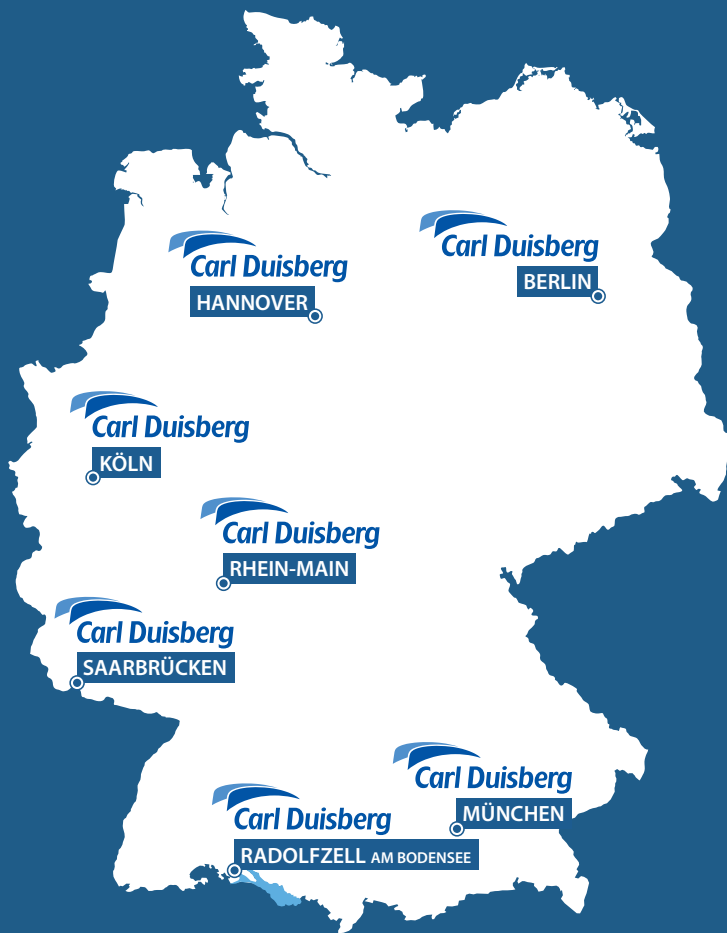 Carl Duisberg
BERLIN
Carl Duisberg
HANNOVER
Carl Duisberg
KÖLN
Carl Duisberg
RHEIN-MAIN
Carl Duisberg
SAARBRÜCKEN
Carl Duisberg
MÜNCHEN
Carl Duisberg
RADOLFZELL AM BODENSEE